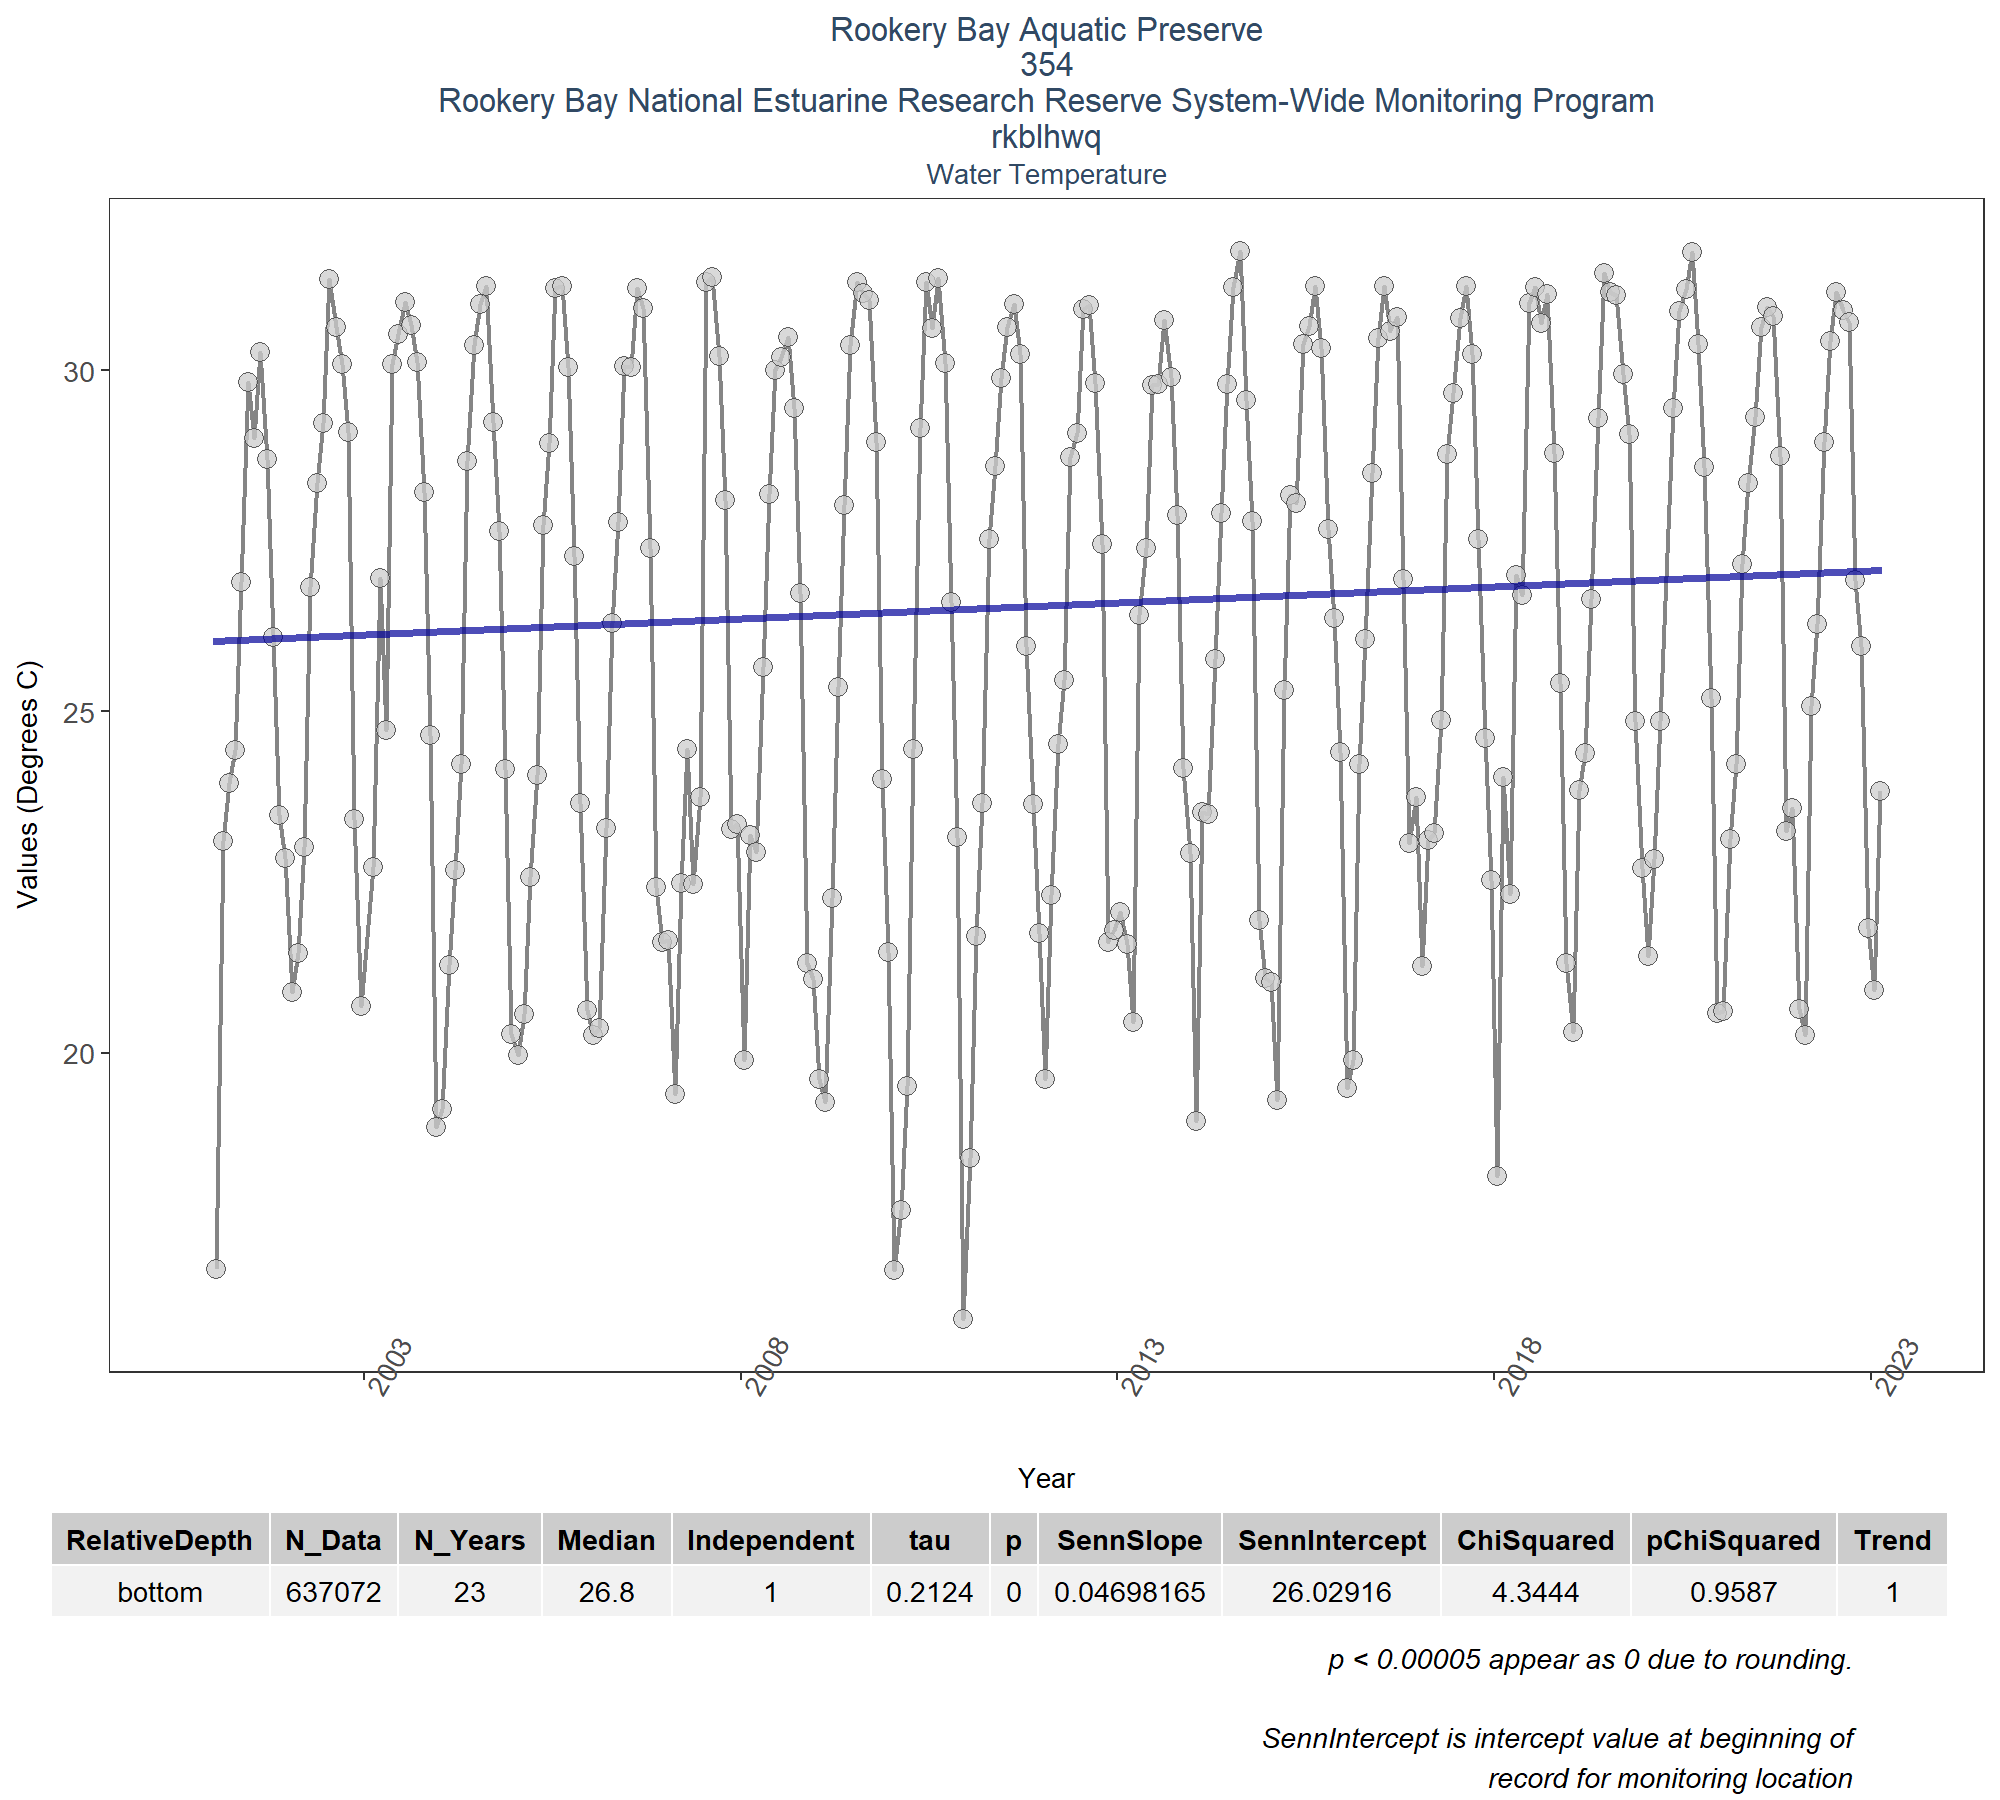 Rookery Bay Aquatic Preserve
354
Rookery Bay National Estuarine Research Reserve System-Wide Monitoring Program
rkblhwq
Water Temperature
Values (Degrees C)
30
25
20
2003 2008 2013 2018 2023
Year
RelativeDepth N_Data N_Years Median Independent tau p SennSlope SennIntercept ChiSquared pChiSquared Trend
bottom 637072 23 26.8 1 0.2124 0 0.04698165 26.02916 4.3444 0.9587 1
p < 0.00005 appear as 0 due to rounding.
SennIntercept is intercept value at beginning of
record for monitoring location